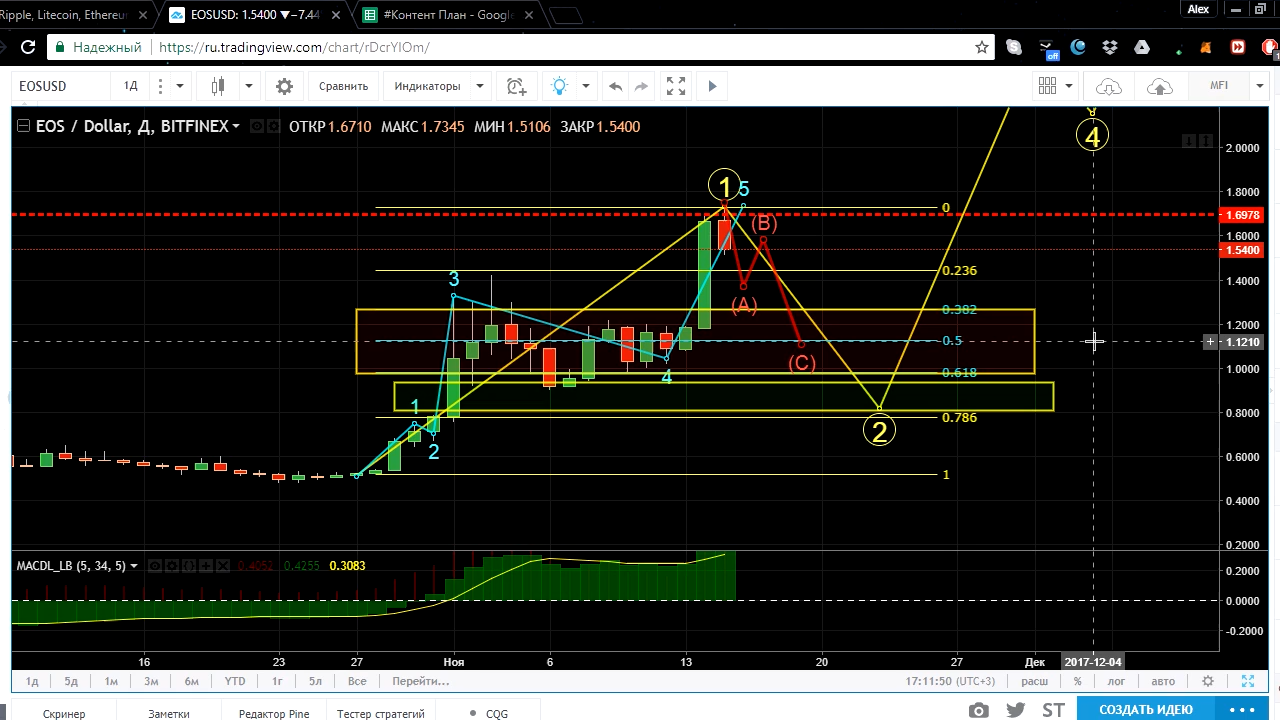 Ripple, Litecoin, Ethereu
EOSUSD: 1.5400 ▼−7.44
#Контент План - Google
Alex
Надежный
https://ru.tradingview.com/chart/rDcrYIOm/
off
EOSUSD
1Д
Сравнить
Индикаторы
MFI
EOS / Dollar, Д, BITFINEX
ОТКР 1.6710 МАКС 1.7345 МИН 1.5106 ЗАКР 1.5400
4
2.0000
1.8000
1 5
0
1.6978
(B)
1.6000
1.5400
0.236
1.4000
3
(A)
0.382
1.2000
0.5
1.1210
(C)
0.618
1.0000
4
1
0.8000
0.786
2
2
0.6000
1
0.4000
0.2000
MACDL_LB (5, 34, 5) 0.4052 0.4255 0.3083
0.2000
0.0000
-0.2000
16 23 27 Ноя 6 13 20 27 Дек 2017-12-04
1д 5д 1м 3м 6м YTD 1г 5л Все Перейти...
17:11:50 (UTC+3) расш % лог авто
Скринер Заметки Редактор Pine Тестер стратегий CQG
ST
СОЗДАТЬ ИДЕЮ